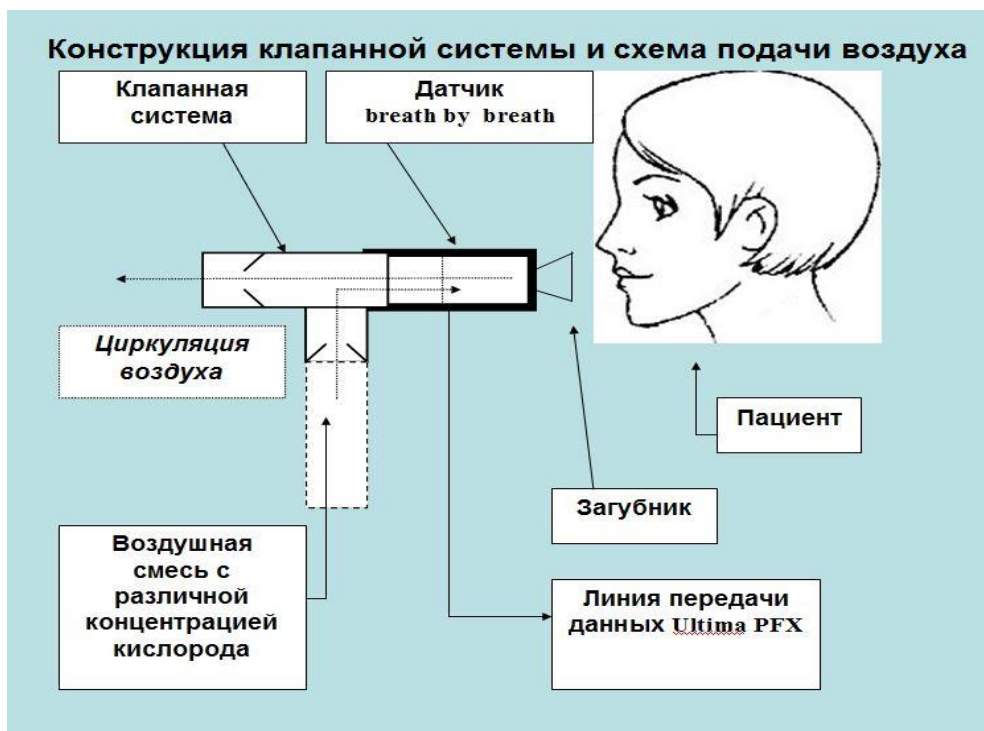 Конструкция клапанной системы и схема подачи воздуха
Клапанная
система
Датчик
breath by breath
Циркуляция
воздуха
Пациент
Загубник
Воздушная
смесь с
различной
концентрацией
кислорода
Линия передачи
данных Ultima PFX